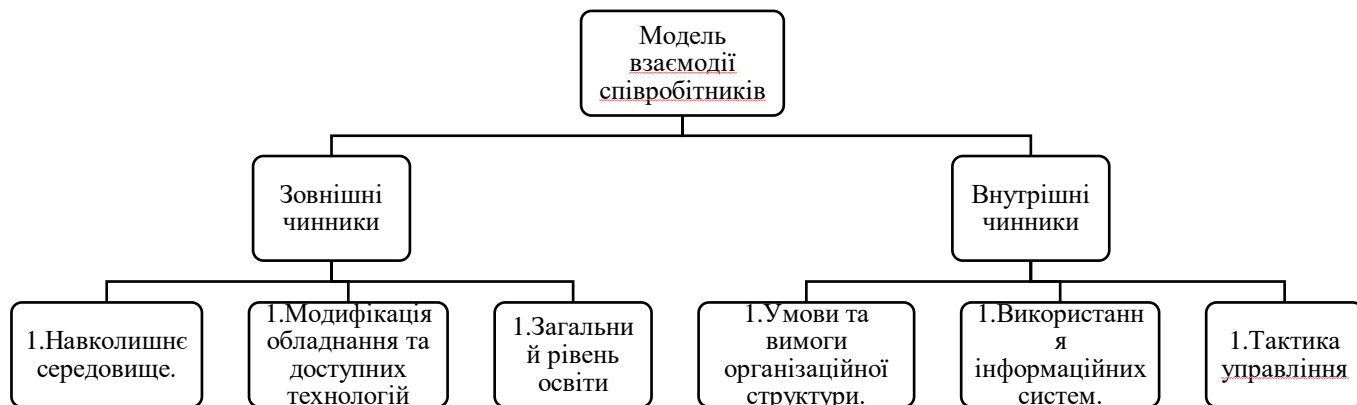 Модель
взаємодії
співробітників
Зовнішні
чинники
Внутрішні
чинники
1.Навколишнє
середовище.
1.Модифікація
обладнання та
доступних
технологій
1.Загальни
й рівень
освіти
1.Умови та
вимоги
організаційної
структури.
1.Використанн
я
інформаційних
систем.
1.Тактика
управління